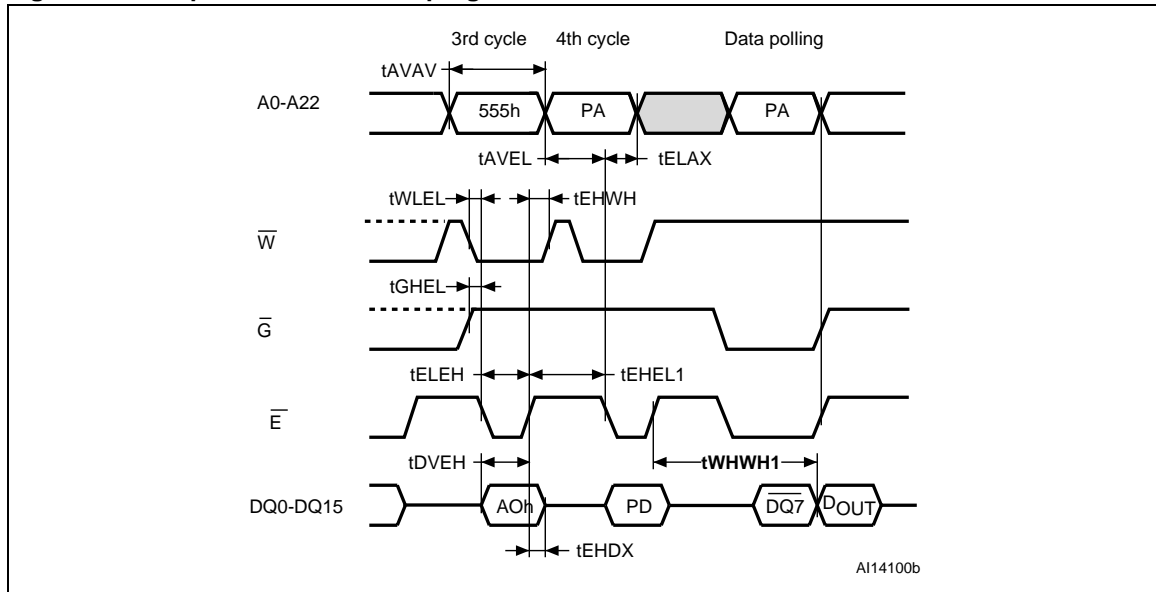 3rd cycle 4th cycle Data polling
tAVAV
A0-A22 555h PA PA
tAVEL tELAX
tWLEL tEHWH
W̅
tGHEL
G̅
tELEH tEHEL1
E̅
tDVEH tWHWH1
DQ0-DQ15 AOh PD D̅Q̅7̅ DOUT
tEHDX
AI14100b